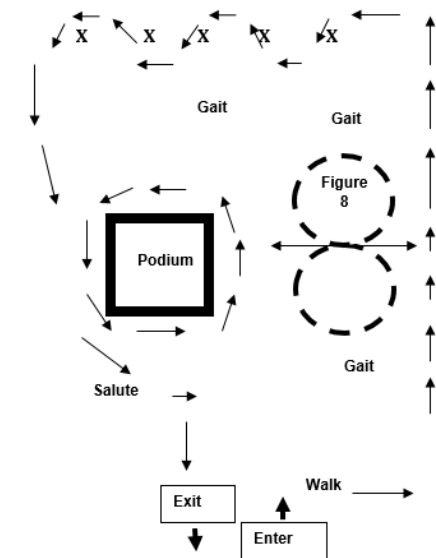 X X X X X
Gait
Gait
Figure
8
Podium
Gait
Salute
Walk
Exit
Enter